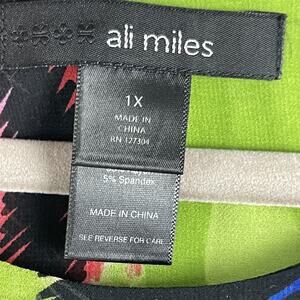 ali miles
1X
MADE IN
CHINA
RN 127304
5% Spandex
MADE IN CHINA
SEE REVERSE FOR CARE